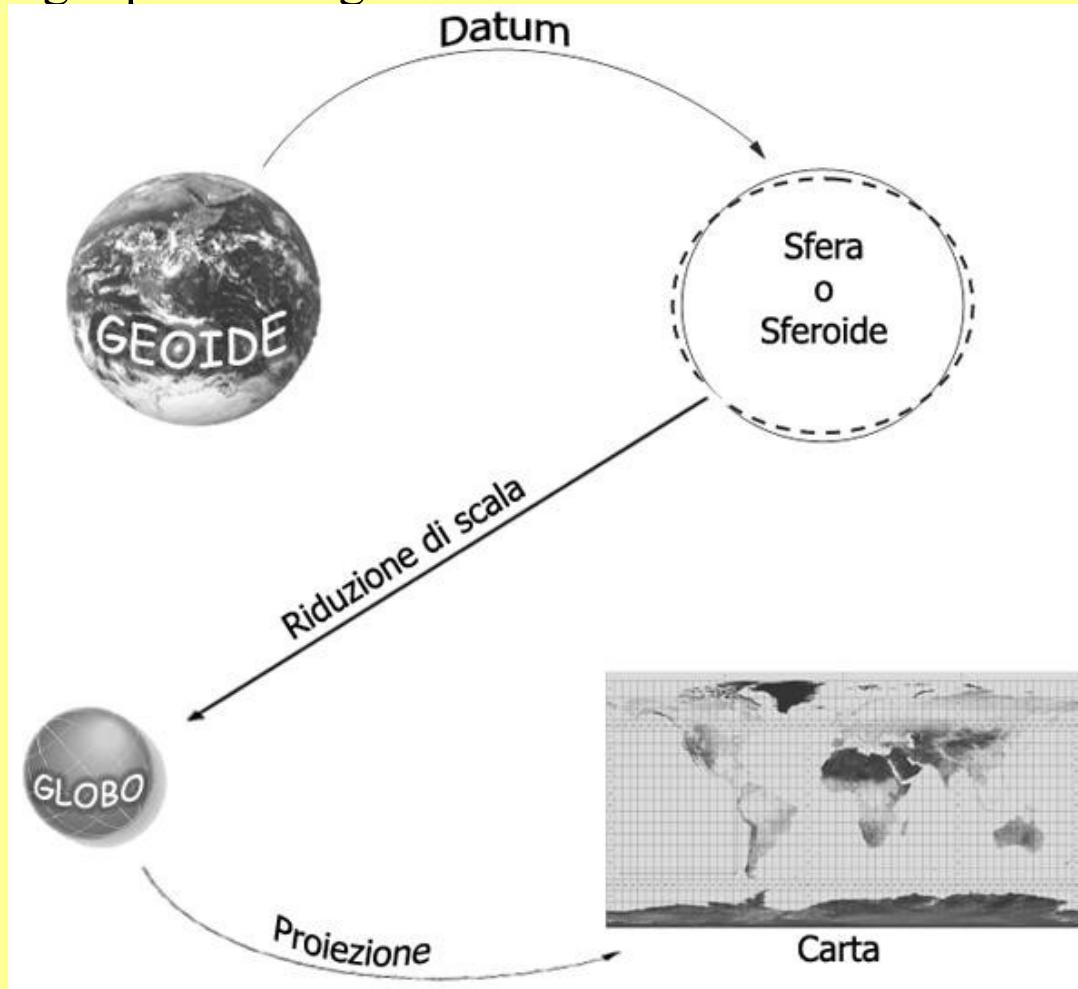 Datum
GEOIDE
Sfera
o
Sferoide
Riduzione di scala
GLOBO
Proiezione
Carta